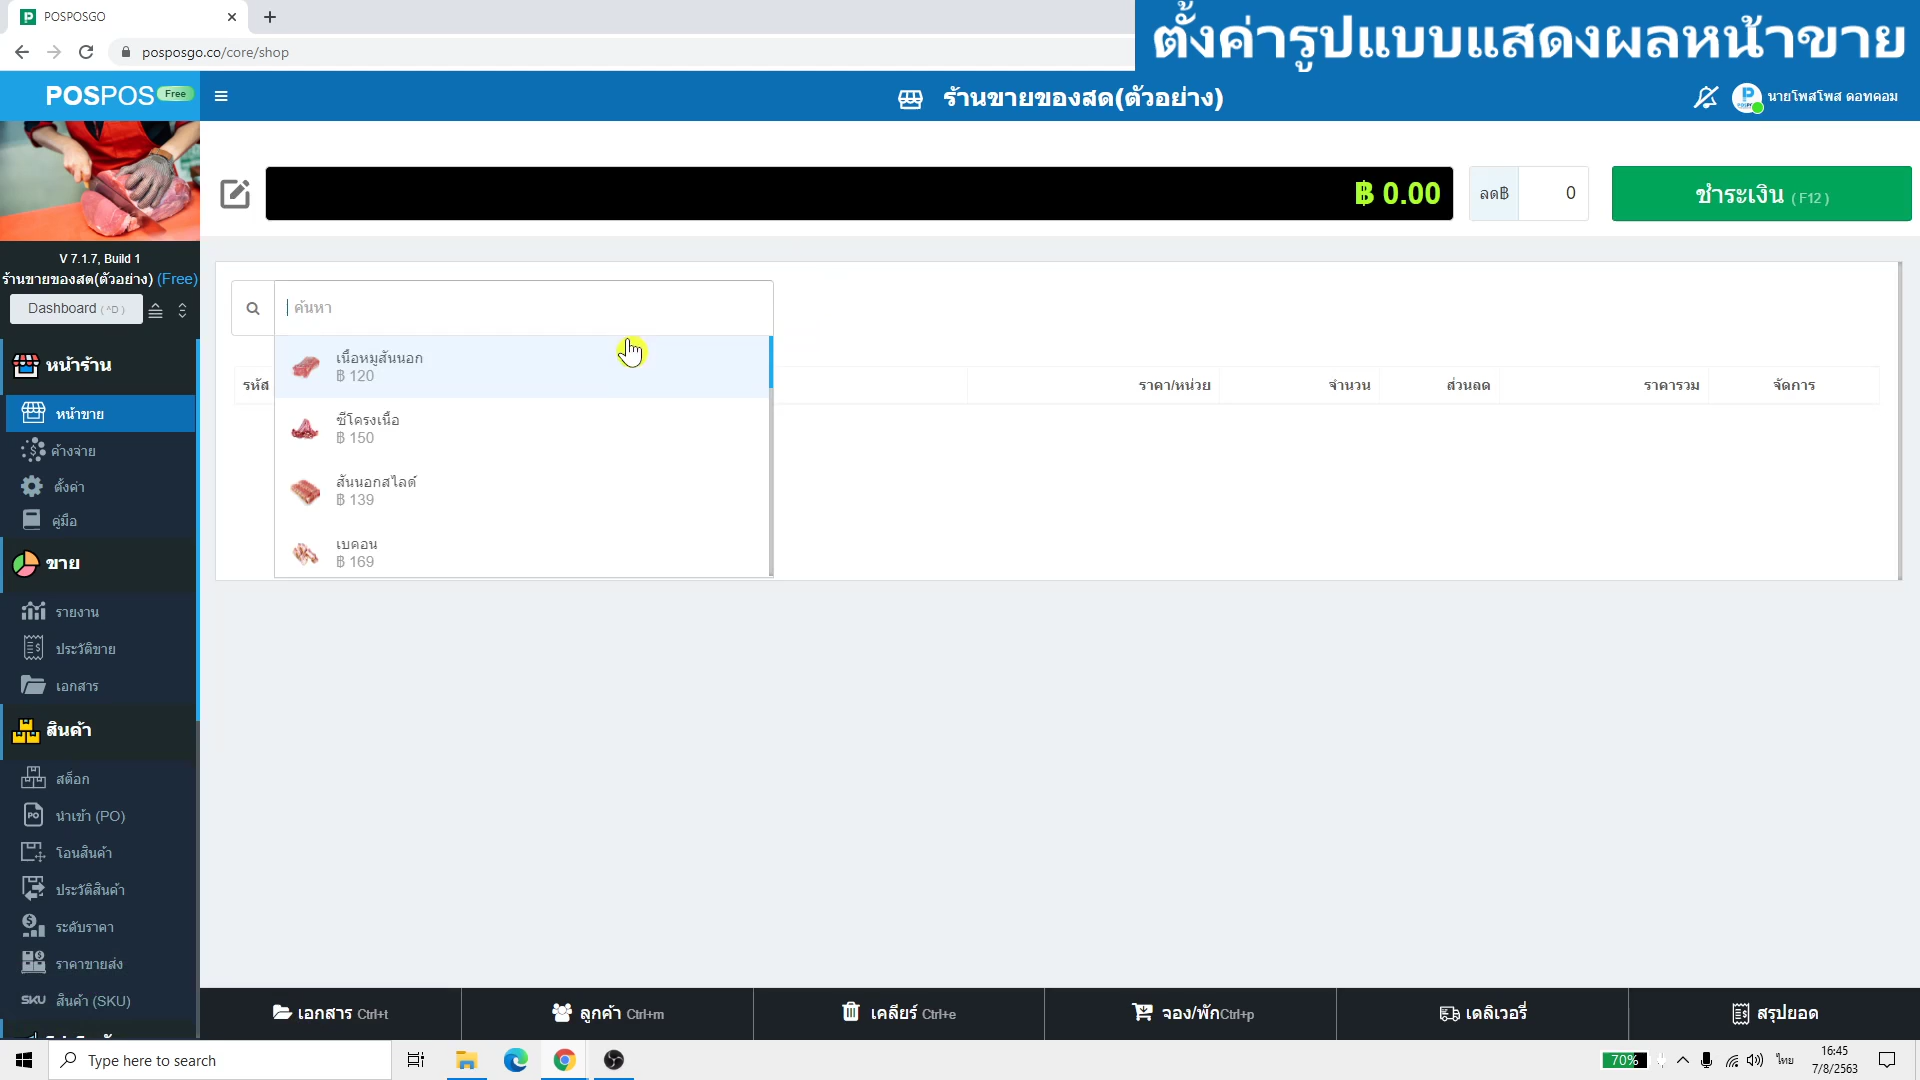 POSPOSGO
posposgo.co/core/shop
ตั้งค่ารูปแบบแสดงผลหน้าขาย
POSPOS Free
ร้านขายของสด(ตัวอย่าง)
นายโพสโพส ดอทคอม
฿ 0.00
ลด฿ 0
ชำระเงิน ( F12 )
V 7.1.7, Build 1
ร้านขายของสด(ตัวอย่าง) (Free)
Dashboard ( ^D )
ค้นหา
รหัส ราคา/หน่วย จำนวน ส่วนลด ราคารวม จัดการ
เนื้อหมูสันนอก
฿ 120
ซี่โครงเนื้อ
฿ 150
สันนอกสไลด์
฿ 139
เบคอน
฿ 169
หน้าร้าน
หน้าขาย
ค้างจ่าย
ตั้งค่า
คู่มือ
ขาย
รายงาน
ประวัติขาย
เอกสาร
สินค้า
สต็อก
PO นำเข้า (PO)
โอนสินค้า
ประวัติสินค้า
ระดับราคา
ราคาขายส่ง
SKU สินค้า (SKU)
เอกสาร Ctrl+t
ลูกค้า Ctrl+m
เคลียร์ Ctrl+e
จอง/พัก Ctrl+p
เดลิเวอรี่
สรุปยอด
Type here to search
70%
ไทย
16:45
7/8/2563